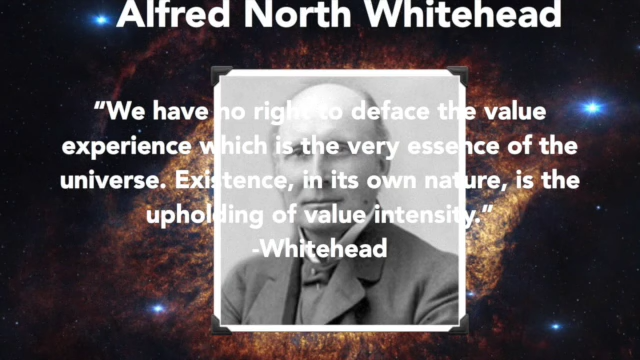 Alfred North Whitehead
“We have no right to deface the value
experience which is the very essence of the
universe. Existence, in its own nature, is the
upholding of value intensity.”
-Whitehead